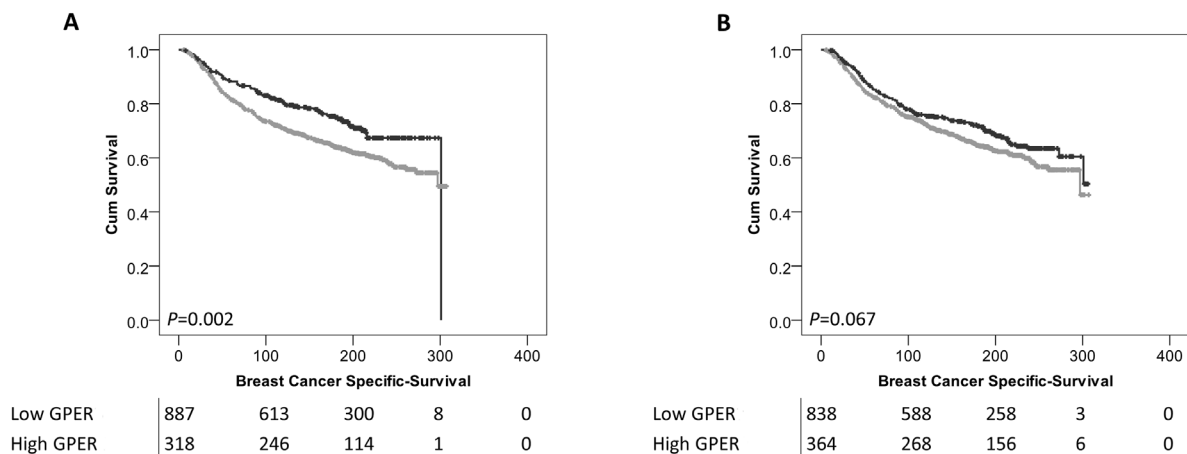 A
1.0
0.8
0.6
0.4
0.2
0.0
Cum Survival
P=0.002
0 100 200 300 400
Breast Cancer Specific-Survival
Low GPER 887 613 300 8 0
High GPER 318 246 114 1 0
B
1.0
0.8
0.6
0.4
0.2
0.0
Cum Survival
P=0.067
0 100 200 300 400
Breast Cancer Specific-Survival
Low GPER 838 588 258 3 0
High GPER 364 268 156 6 0